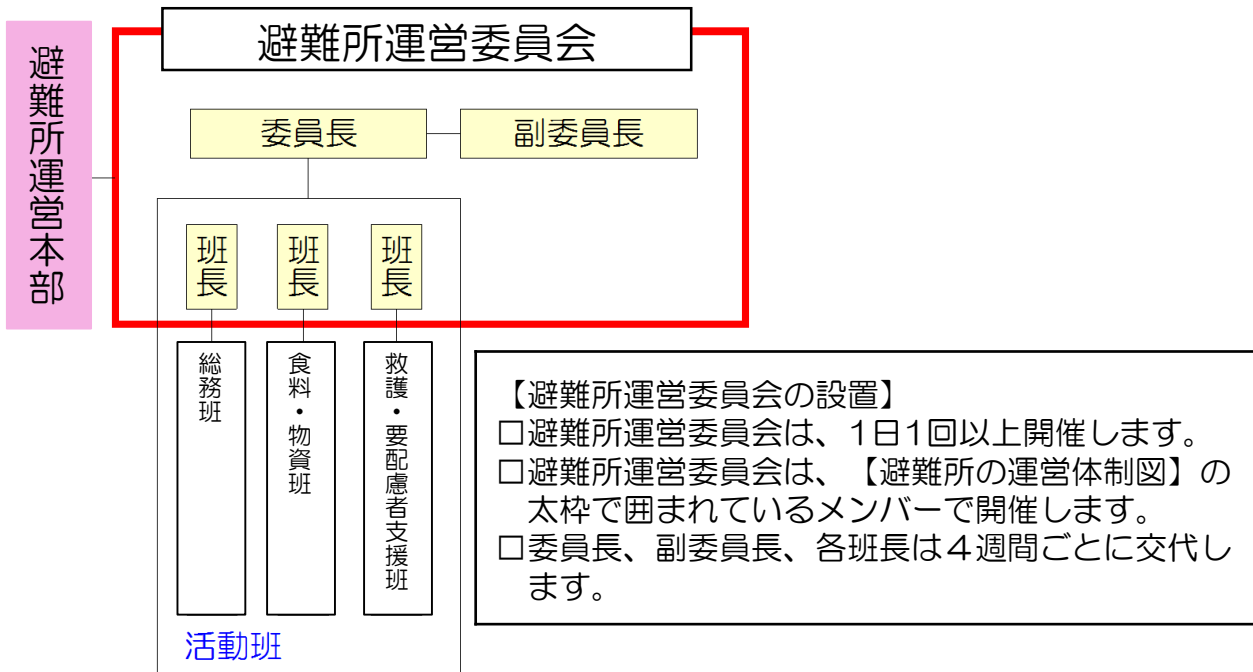 避難所運営本部
避難所運営委員会
委員長
副委員長
班長
班長
班長
総務班
食料・物資班
救護・要配慮者支援班
活動班
【避難所運営委員会の設置】
□避難所運営委員会は、1日1回以上開催します。
□避難所運営委員会は、【避難所の運営体制図】の
太枠で囲まれているメンバーで開催します。
□委員長、副委員長、各班長は４週間ごとに交代し
ます。